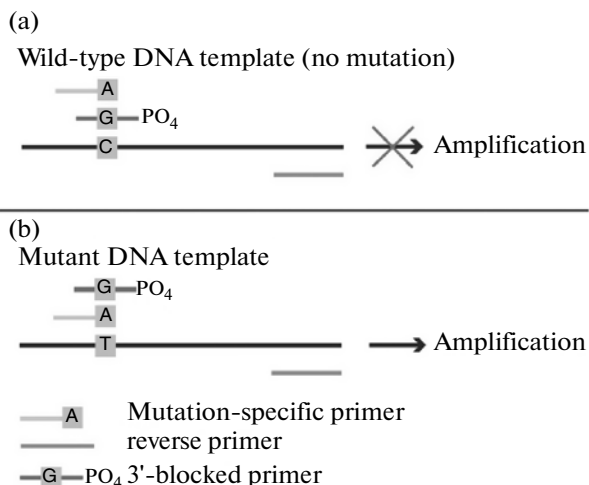 (a)
Wild-type DNA template (no mutation)
A
G PO₄
C Amplification
(b)
Mutant DNA template
G PO₄
A
T Amplification
A Mutation-specific primer
reverse primer
G PO₄ 3'-blocked primer